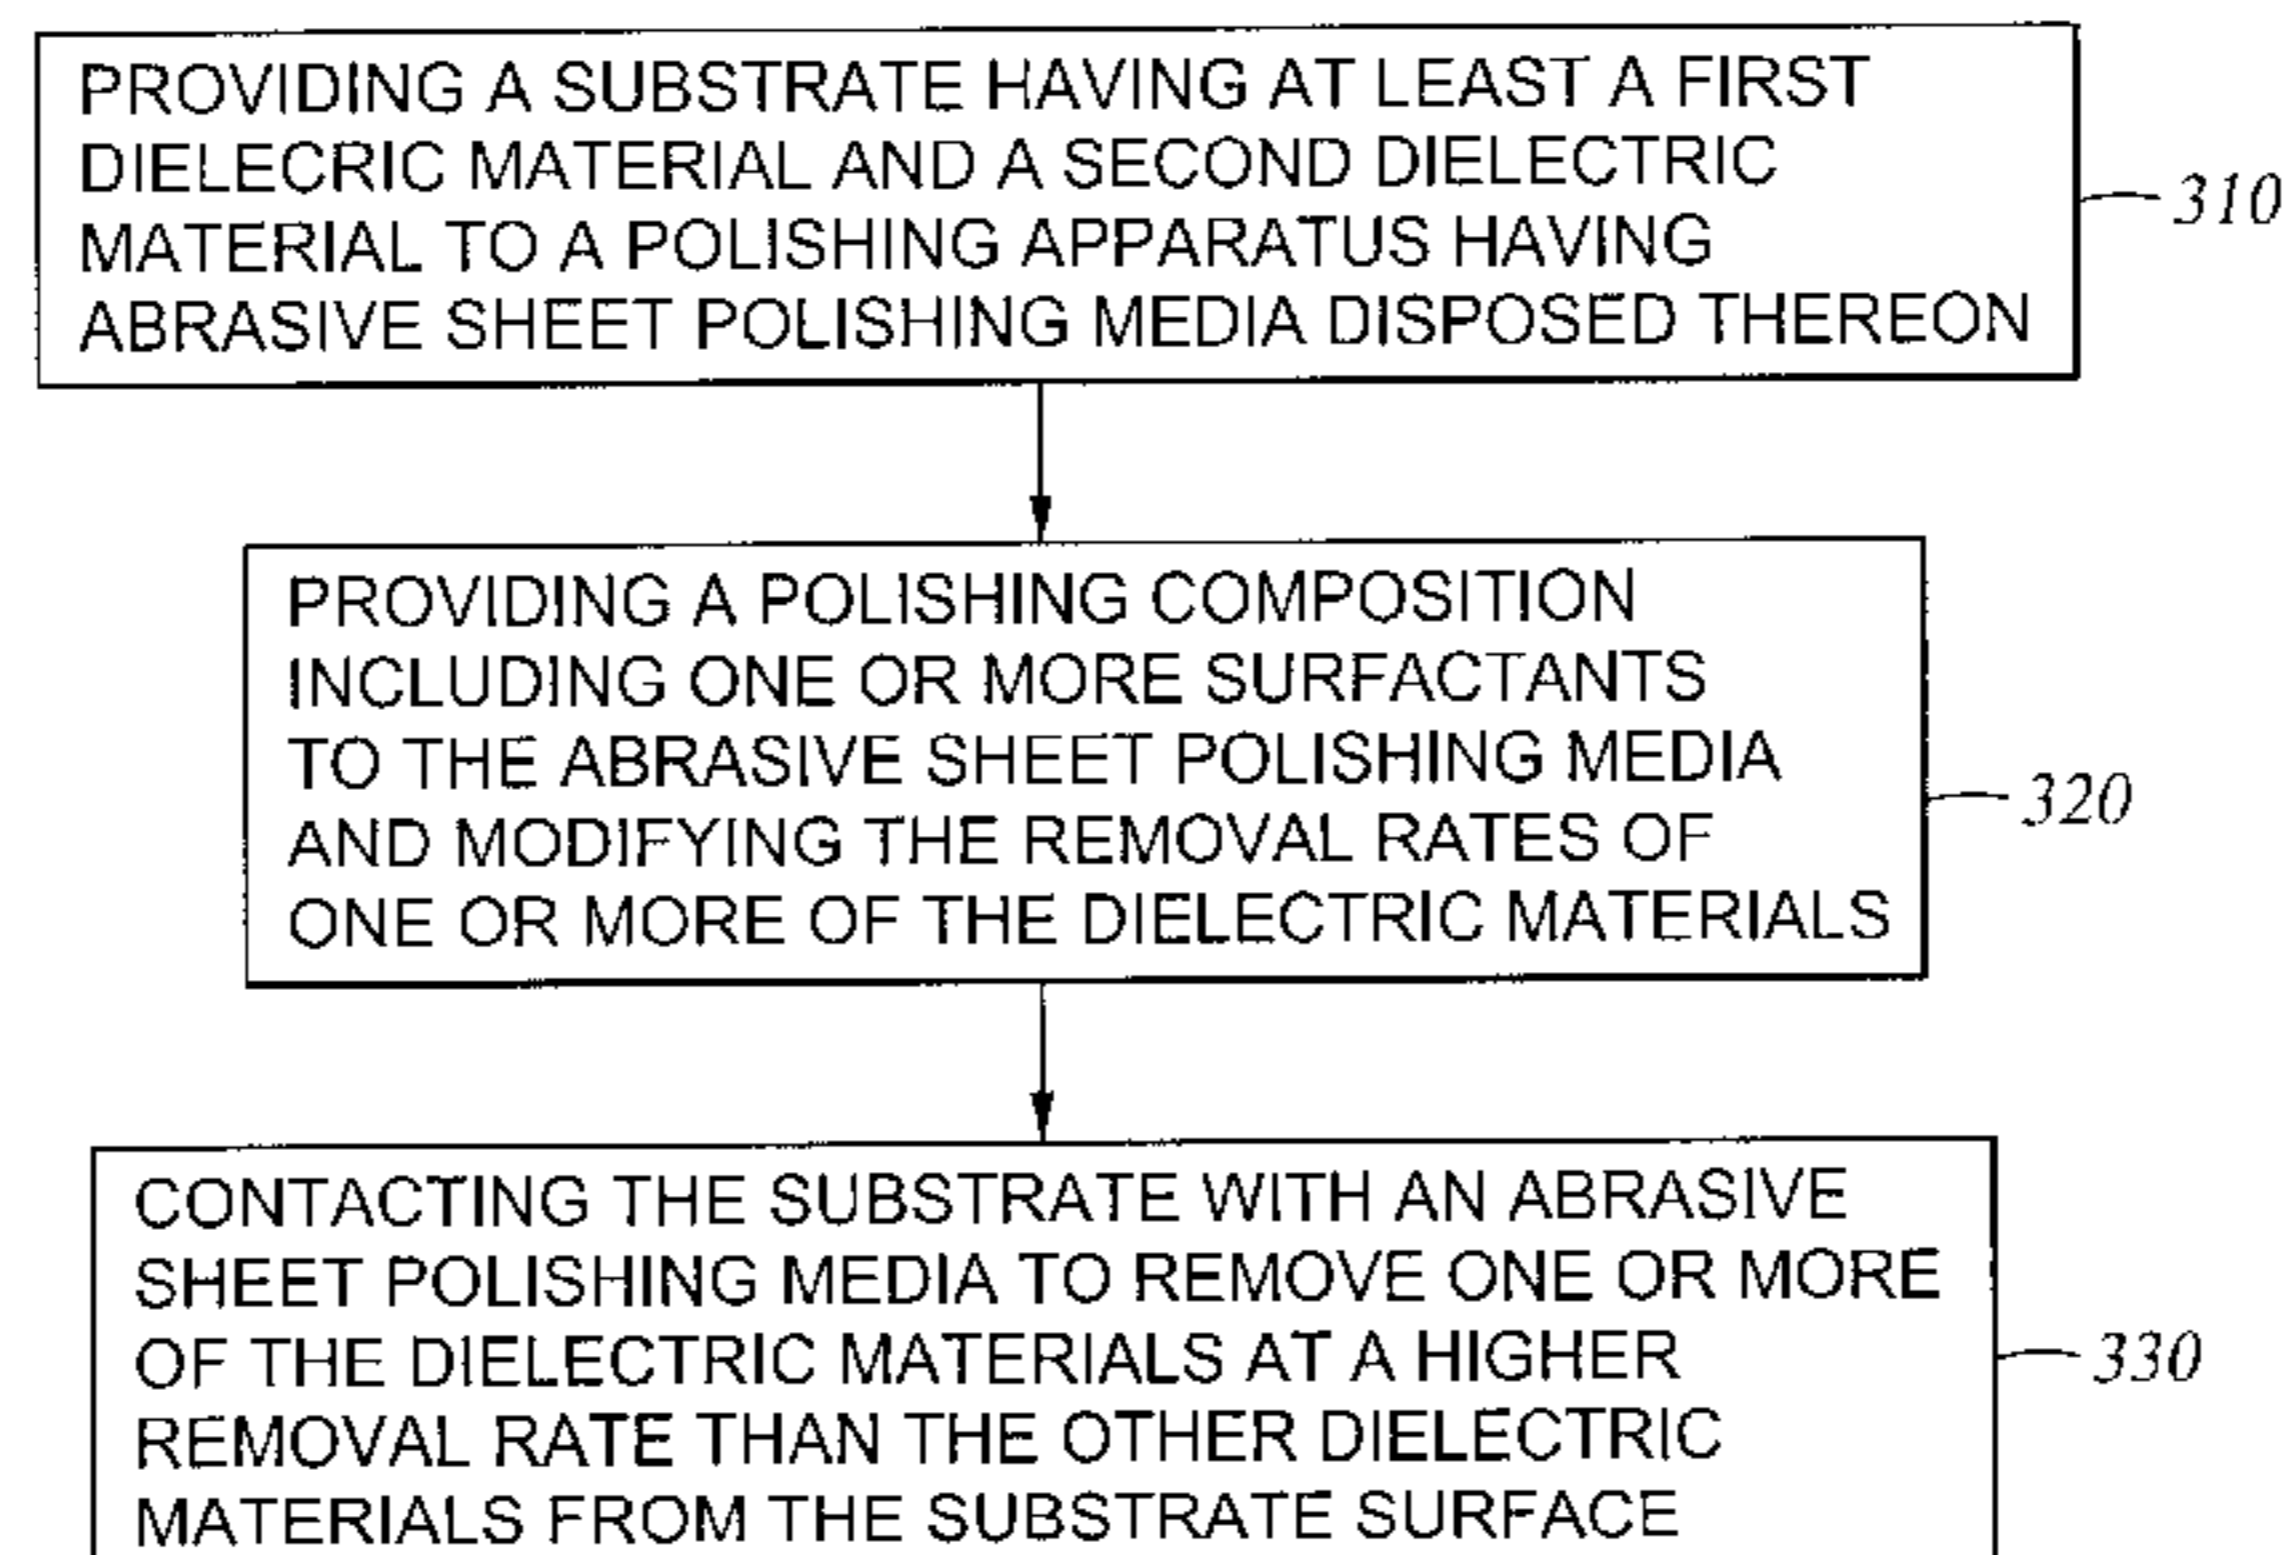 PROVIDING A SUBSTRATE HAVING AT LEAST A FIRST
DIELECRIC MATERIAL AND A SECOND DIELECTRIC
MATERIAL TO A POLISHING APPARATUS HAVING
ABRASIVE SHEET POLISHING MEDIA DISPOSED THEREON
310
PROVIDING A POLISHING COMPOSITION
INCLUDING ONE OR MORE SURFACTANTS
TO THE ABRASIVE SHEET POLISHING MEDIA
AND MODIFYING THE REMOVAL RATES OF
ONE OR MORE OF THE DIELECTRIC MATERIALS
320
CONTACTING THE SUBSTRATE WITH AN ABRASIVE
SHEET POLISHING MEDIA TO REMOVE ONE OR MORE
OF THE DIELECTRIC MATERIALS AT A HIGHER
REMOVAL RATE THAN THE OTHER DIELECTRIC
MATERIALS FROM THE SUBSTRATE SURFACE
330